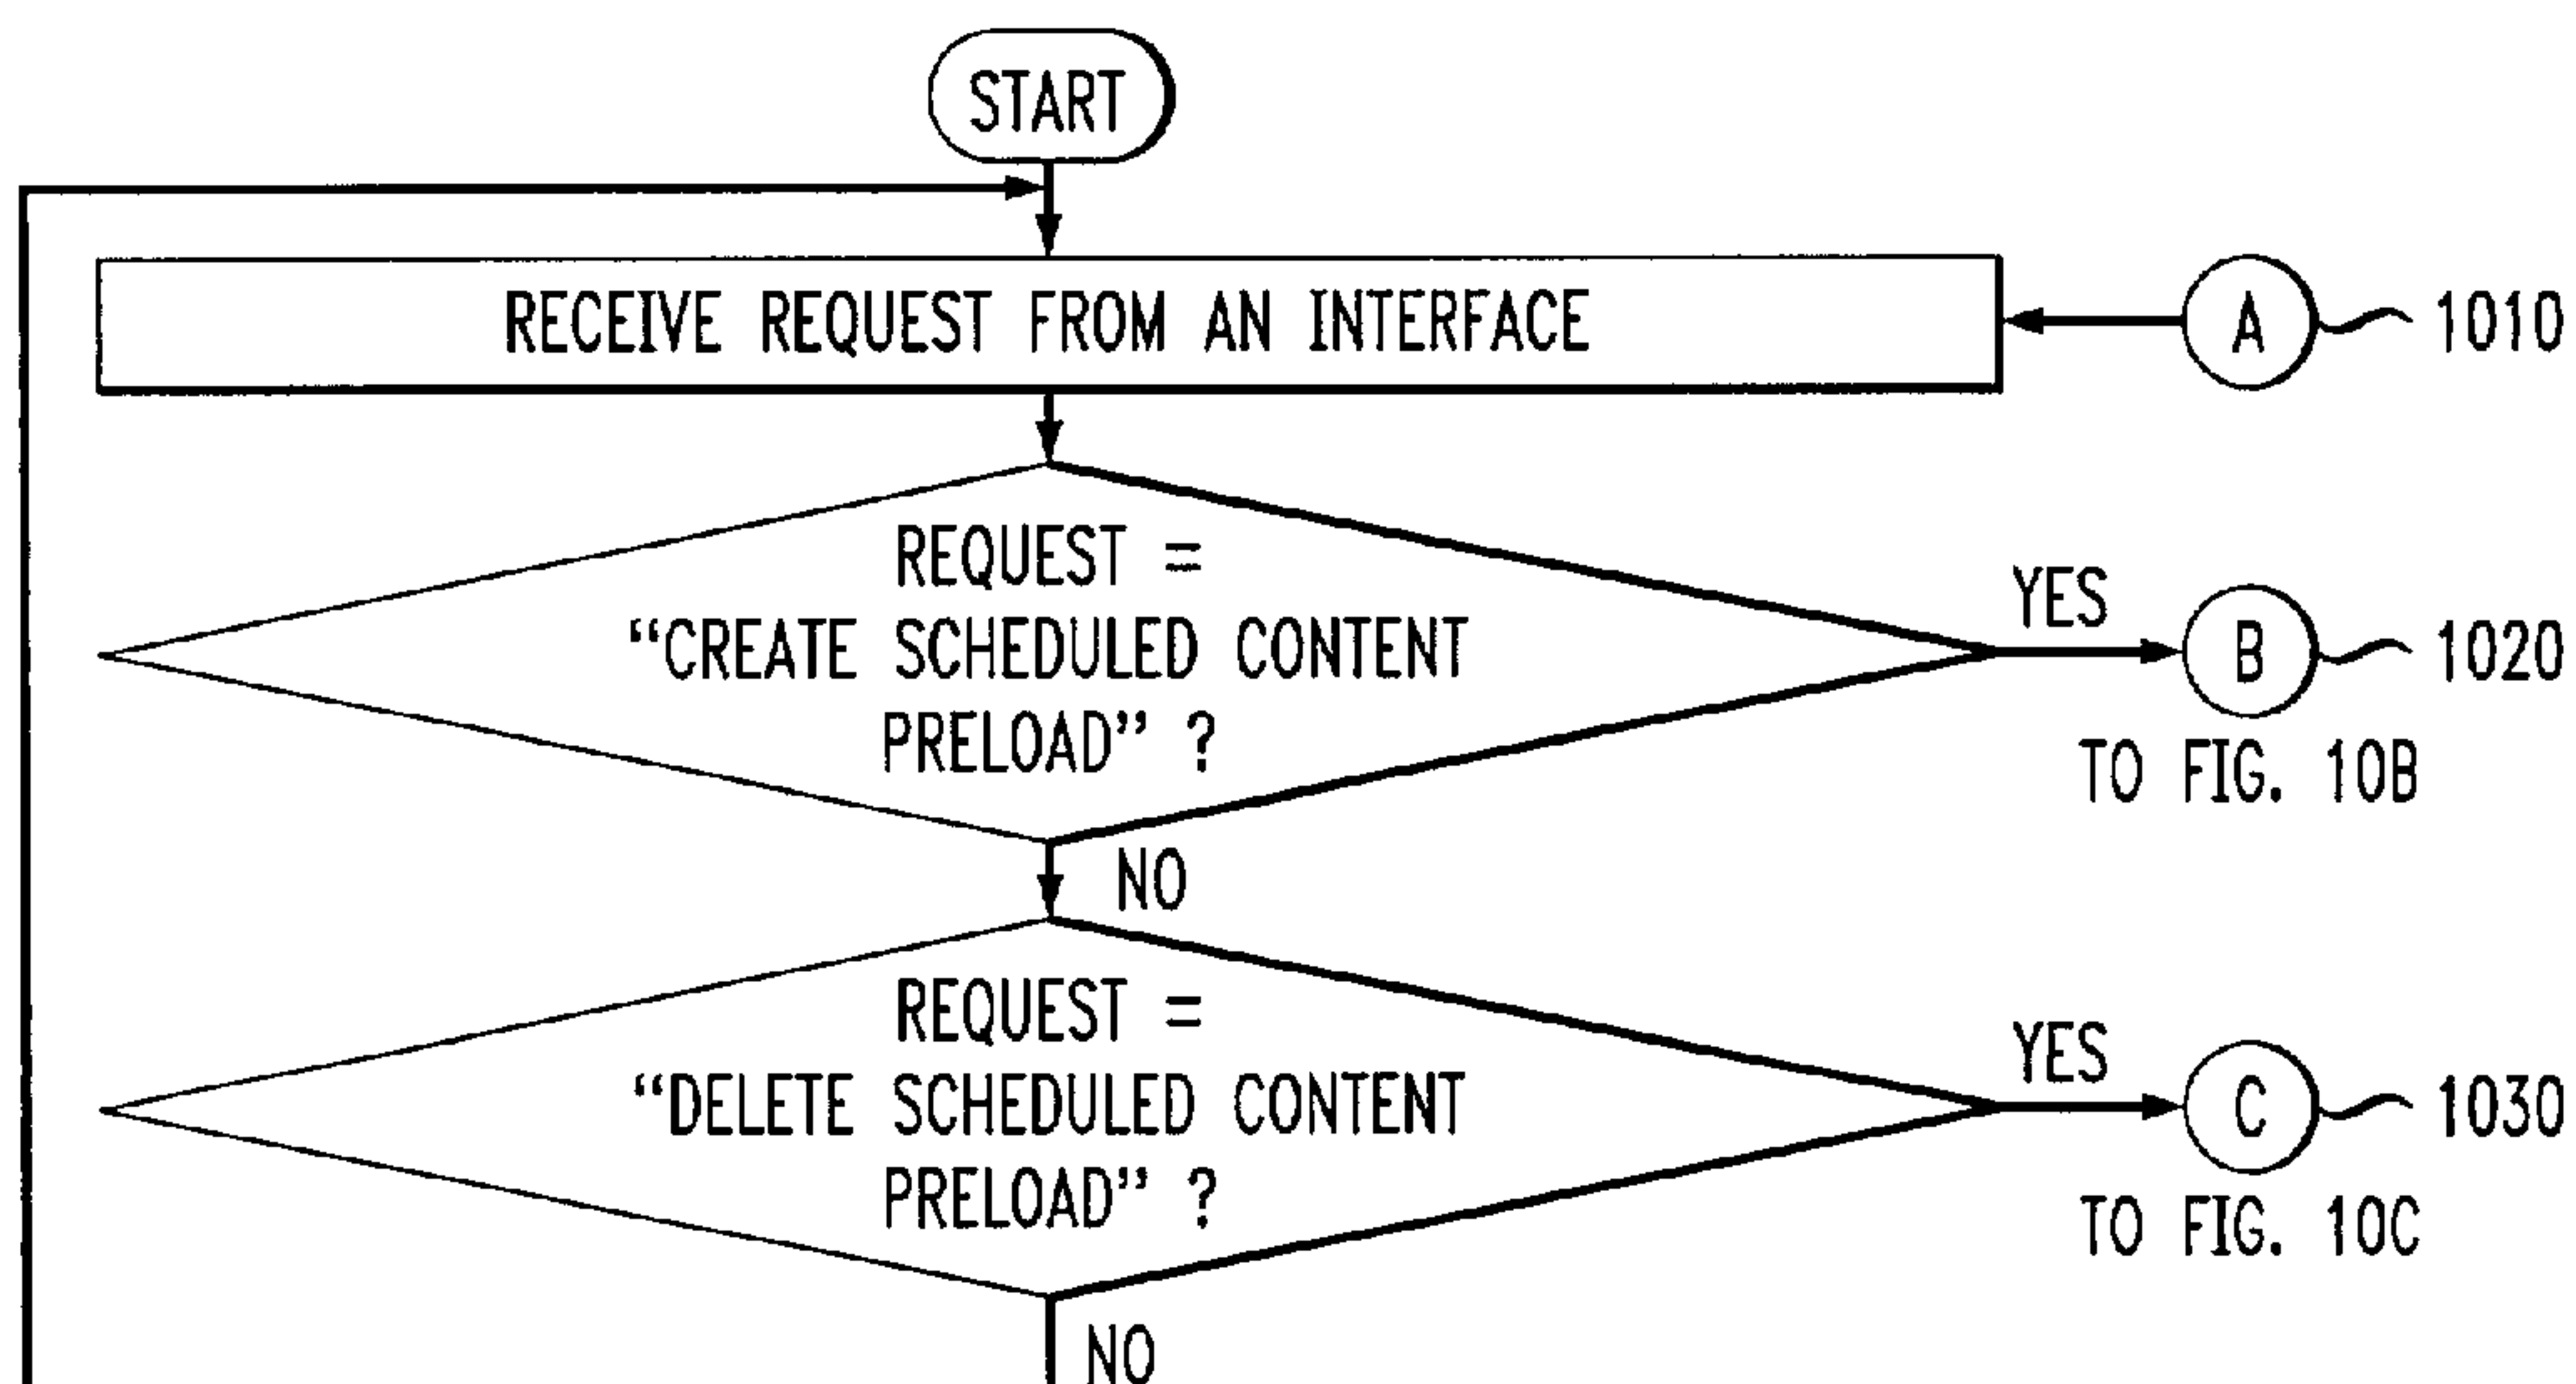 START
RECEIVE REQUEST FROM AN INTERFACE
A
1010
REQUEST =
“CREATE SCHEDULED CONTENT
PRELOAD” ?
YES
B
1020
TO FIG. 10B
NO
REQUEST =
“DELETE SCHEDULED CONTENT
PRELOAD” ?
YES
C
1030
TO FIG. 10C
NO